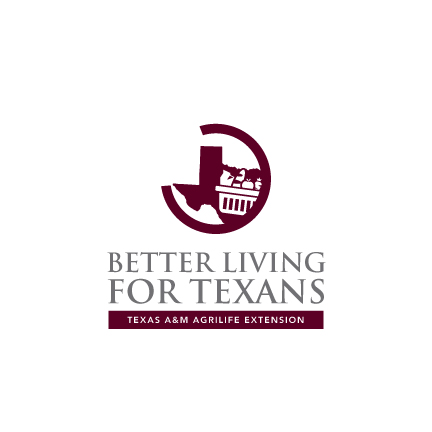 BETTER LIVING
FOR TEXANS
TEXAS A&M AGRILIFE EXTENSION